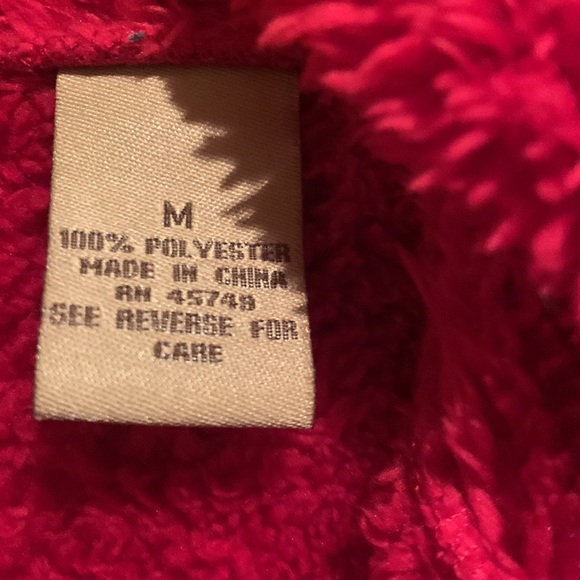 M
100% POLYESTER
MADE IN CHINA
RN 45749
SEE REVERSE FOR
CARE